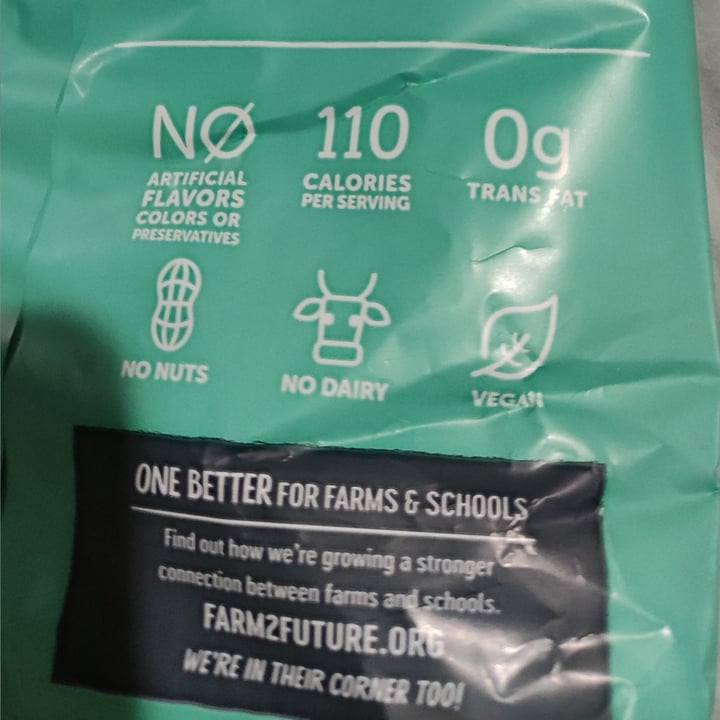 NØ
ARTIFICIAL
FLAVORS
COLORS OR
PRESERVATIVES
110
CALORIES
PER SERVING
0g
TRANS FAT
NO NUTS
NO DAIRY
VEGAN
ONE BETTER FOR FARMS & SCHOOLS
Find out how we're growing a stronger
connection between farms and schools.
FARM2FUTURE.ORG
WE'RE IN THEIR CORNER TOO!